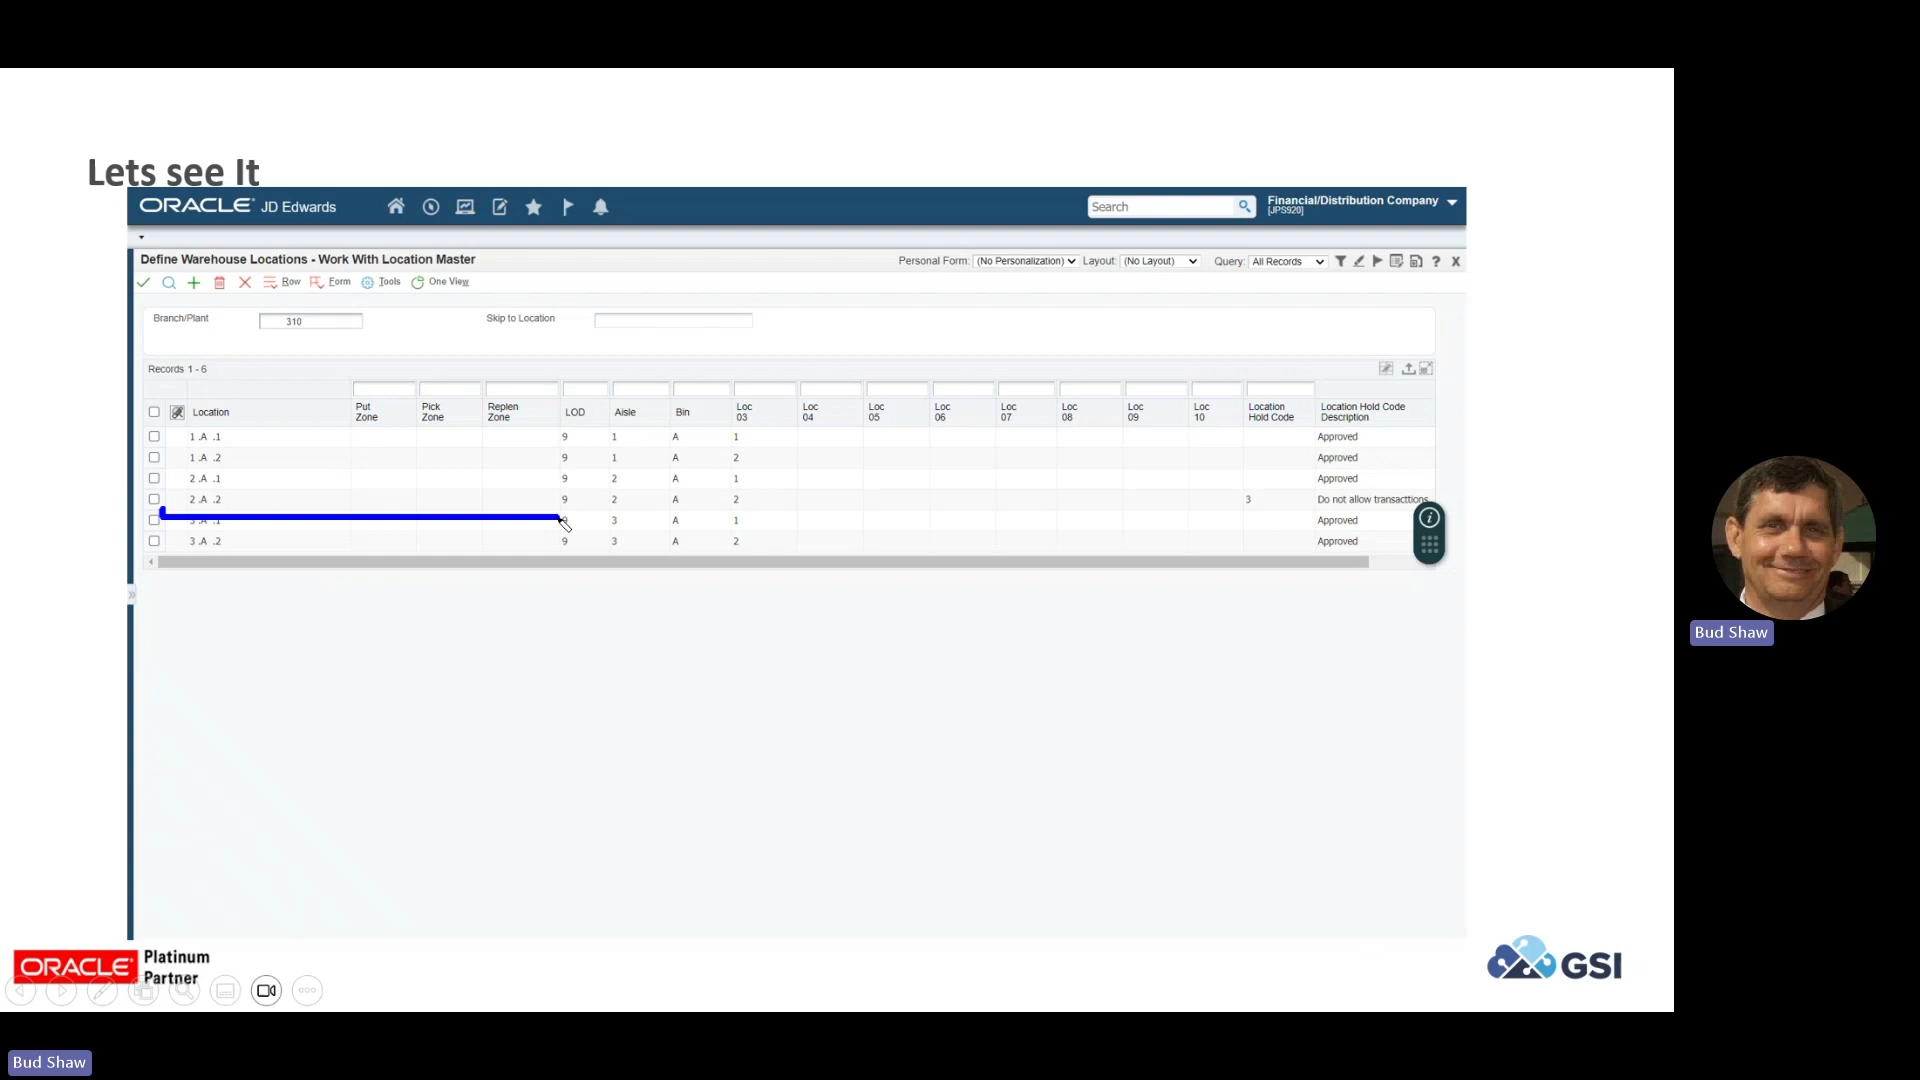 Lets see It
ORACLE JD Edwards
Search
Financial/Distribution Company
[JPS920]
Define Warehouse Locations - Work With Location Master
Personal Form: (No Personalization) Layout: (No Layout) Query: All Records
Row Form Tools One View
Branch/Plant 310 Skip to Location
Records 1 - 6
Location Put Zone Pick Zone Replen Zone LOD Aisle Bin Loc 03 Loc 04 Loc 05 Loc 06 Loc 07 Loc 08 Loc 09 Loc 10 Location Hold Code Location Hold Code Description
1 .A .1 9 1 A 1 Approved
1 .A .2 9 1 A 2 Approved
2 .A .1 9 2 A 1 Approved
2 .A .2 9 2 A 2 3 Do not allow transacttions
3 .A .1 9 3 A 1 Approved
3 .A .2 9 3 A 2 Approved
Bud Shaw
ORACLE Platinum
Partner
GSI
Bud Shaw